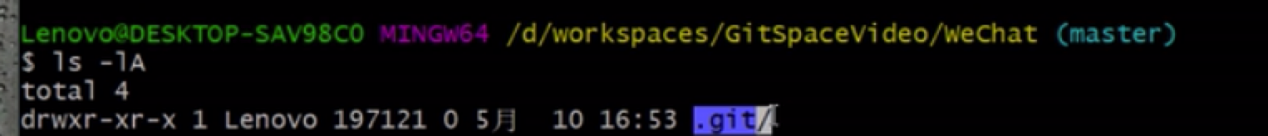 Lenovo@DESKTOP-SAV98C0 MINGW64 /d/workspaces/GitSpaceVideo/WeChat (master)
$ ls -lA
total 4
drwxr-xr-x 1 Lenovo 197121 0 5月  10 16:53 .git/